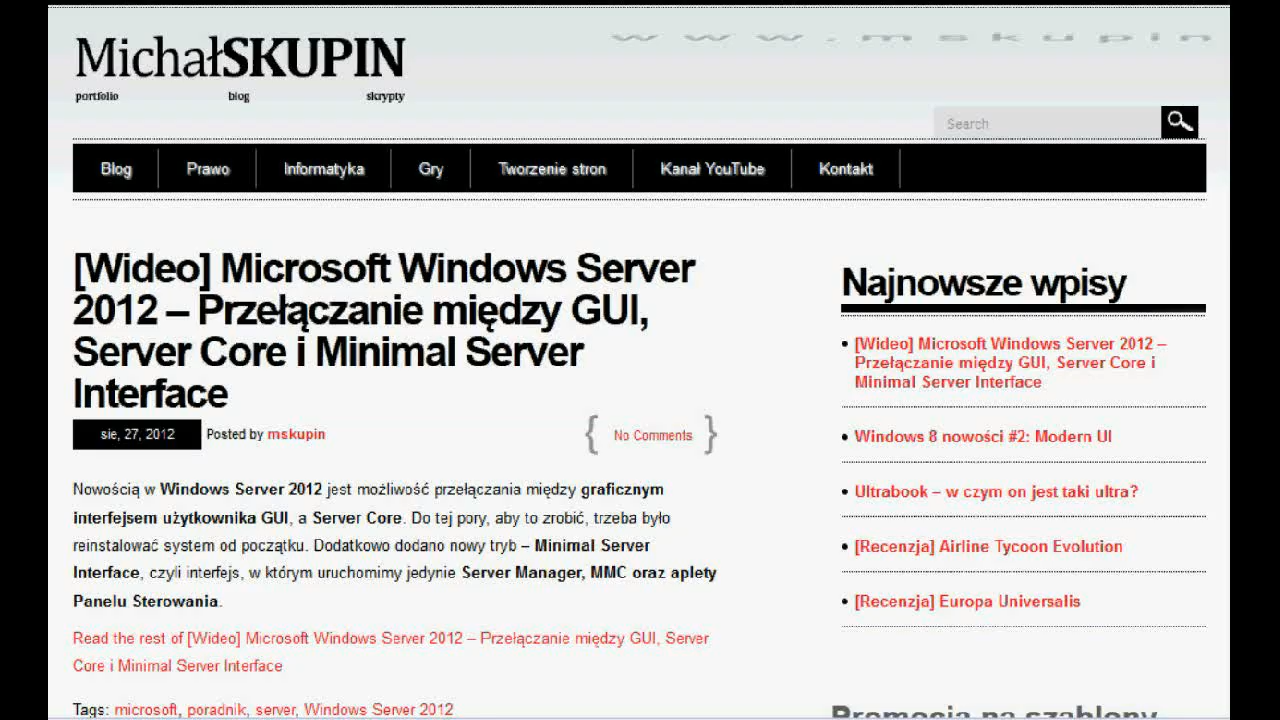 MichałSKUPIN
www.mskupin
portfolio blog skrypty
Search
Blog Prawo Informatyka Gry Tworzenie stron Kanał YouTube Kontakt
[Wideo] Microsoft Windows Server
2012 – Przełączanie między GUI,
Server Core i Minimal Server
Interface
sie, 27, 2012 Posted by mskupin
{ No Comments }
Nowością w Windows Server 2012 jest możliwość przełączania między graficznym
interfejsem użytkownika GUI, a Server Core. Do tej pory, aby to zrobić, trzeba było
reinstalować system od początku. Dodatkowo dodano nowy tryb – Minimal Server
Interface, czyli interfejs, w którym uruchomimy jedynie Server Manager, MMC oraz aplety
Panelu Sterowania.
Read the rest of [Wideo] Microsoft Windows Server 2012 – Przełączanie między GUI, Server
Core i Minimal Server Interface
Tags: microsoft, poradnik, server, Windows Server 2012
Najnowsze wpisy
• [Wideo] Microsoft Windows Server 2012 –
Przełączanie między GUI, Server Core i
Minimal Server Interface
• Windows 8 nowości #2: Modern UI
• Ultrabook – w czym on jest taki ultra?
• [Recenzja] Airline Tycoon Evolution
• [Recenzja] Europa Universalis
Promocja na szablony